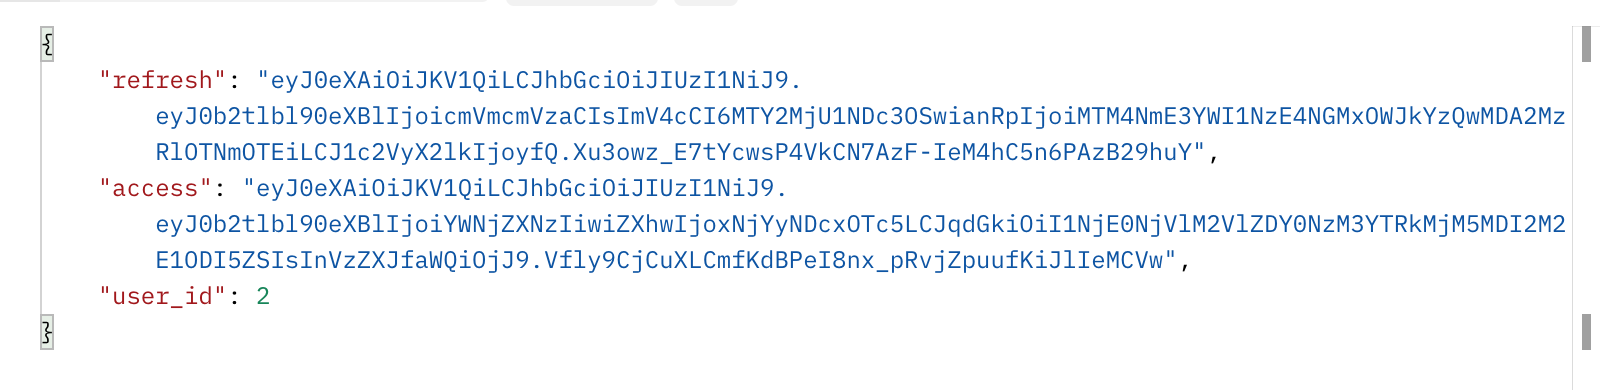 {
"refresh": "eyJ0eXAiOiJKV1QiLCJhbGciOiJIUzI1NiJ9.
eyJ0b2tlbl90eXBlIjoicmVmcmVzaCIsImV4cCI6MTY2MjU1NDc3OSwianRpIjoiMTM4NmE3YWI1NzE4NGMxOWJkYzQwMDA2Mz
RlOTNmOTEiLCJ1c2VyX2lkIjoyfQ.Xu3owz_E7tYcwsP4VkCN7AzF-IeM4hC5n6PAzB29huY",
"access": "eyJ0eXAiOiJKV1QiLCJhbGciOiJIUzI1NiJ9.
eyJ0b2tlbl90eXBlIjoiYWNjZXNzIiwiZXhwIjoxNjYyNDcxOTc5LCJqdGkiOiI1NjE0NjVlM2VlZDY0NzM3YTRkMjM5MDI2M2
E1ODI5ZSIsInVzZXJfaWQiOjJ9.Vfly9CjCuXLCmfKdBPeI8nx_pRvjZpuufKiJlIeMCVw",
"user_id": 2
}